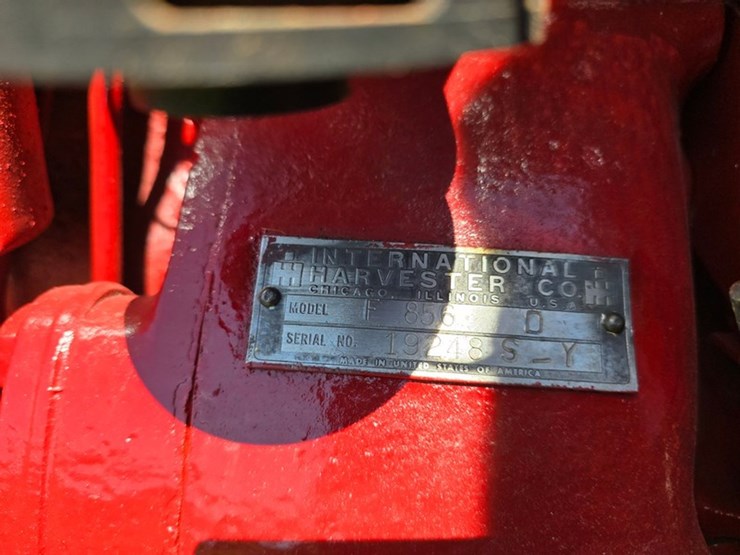 INTERNATIONAL
HARVESTER CO.
CHICAGO, ILLINOIS U.S.A.
MODEL F 856 D
SERIAL NO. 19248 S-Y
MADE IN UNITED STATES OF AMERICA